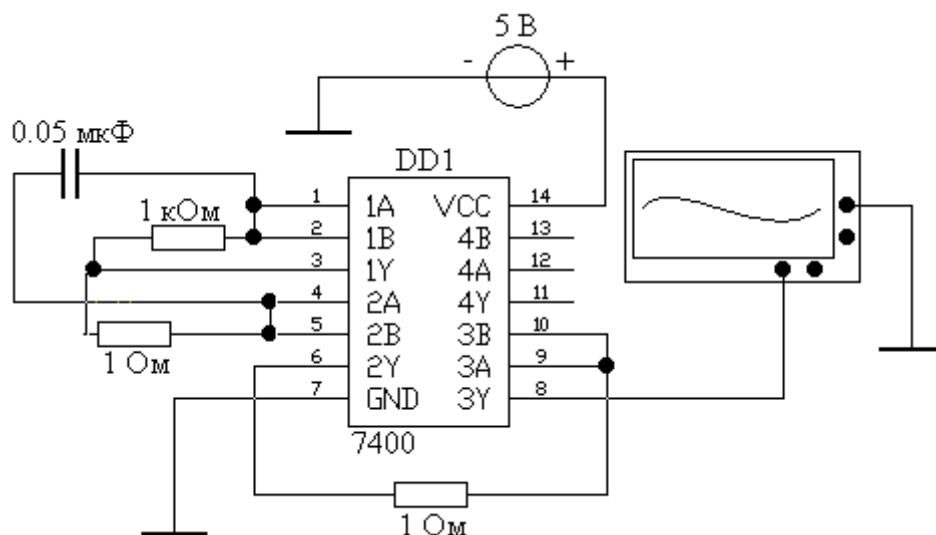 5 В
- +
0.05 мкФ
DD1
1 1A VCC 14
1 кОм
2 1B 4B 13
3 1Y 4A 12
4 2A 4Y 11
5 2B 3B 10
1 Ом
6 2Y 3A 9
7 GND 3Y 8
7400
1 Ом